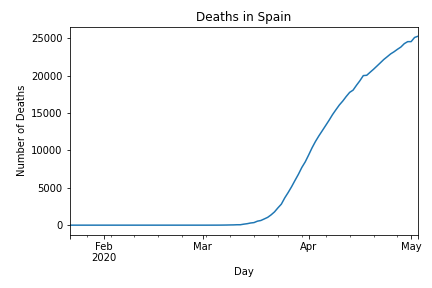 Deaths in Spain
Number of Deaths
25000
20000
15000
10000
5000
0
Feb
2020
Mar
Apr
May
Day